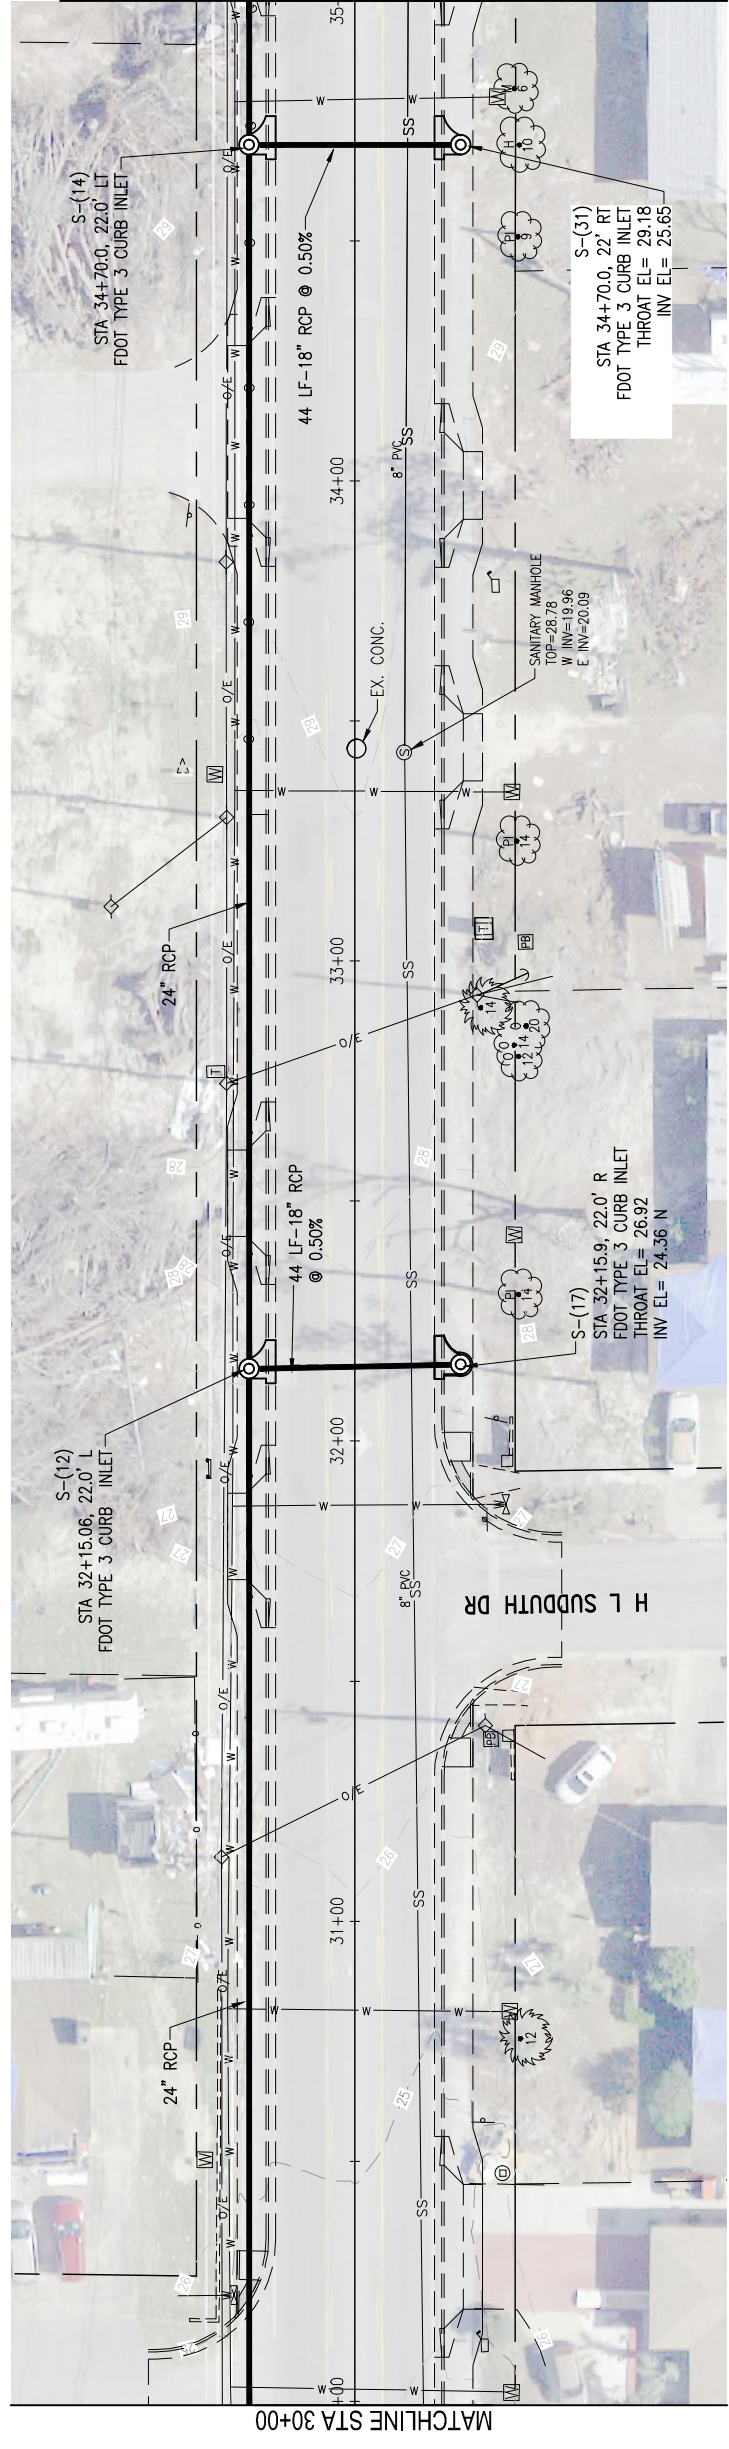 S-(14)
STA 34+70.0, 22.0' LT
FDOT TYPE 3 CURB INLET
44 LF-18" RCP @ 0.50%
S-(31)
STA 34+70.0, 22' RT
FDOT TYPE 3 CURB INLET
THROAT EL= 29.18
INV EL= 25.65
35
34+00
8" PVC
SS
EX. CONC.
SANITARY MANHOLE
TOP=28.78
W INV=19.96
E INV=20.09
24" RCP
33+00
O/E
44 LF-18" RCP
@ 0.50%
S-(12)
STA 32+15.06, 22.0' L
FDOT TYPE 3 CURB INLET
S-(17)
STA 32+15.9, 22.0' R
FDOT TYPE 3 CURB INLET
THROAT EL= 26.92
INV EL= 24.36 N
32+00
8" PVC
SS
H L SUDDUTH DR
O/E
31+00
24" RCP
SS
MATCHLINE STA 30+00